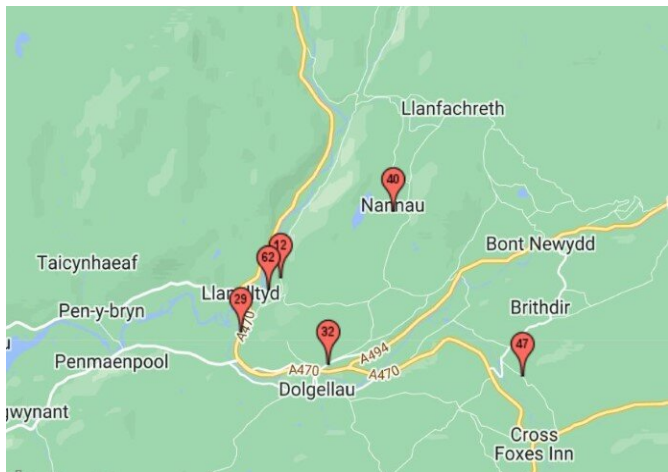 Llanfachreth
40
Nannau
Bont Newydd
12
62
Taicynhaeaf
29
Pen-y-bryn
A470
Brithdir
32
47
Penmaenpool
A494
A470
A470
Dolgellau
gwynant
Cross
Foxes Inn